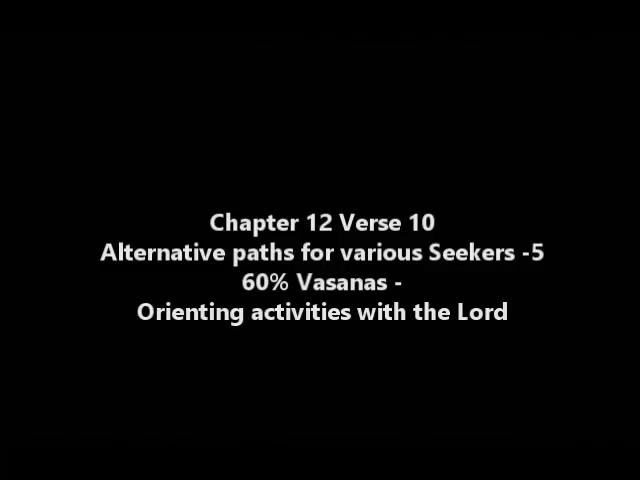 Chapter 12 Verse 10
Alternative paths for various Seekers -5
60% Vasanas -
Orienting activities with the Lord